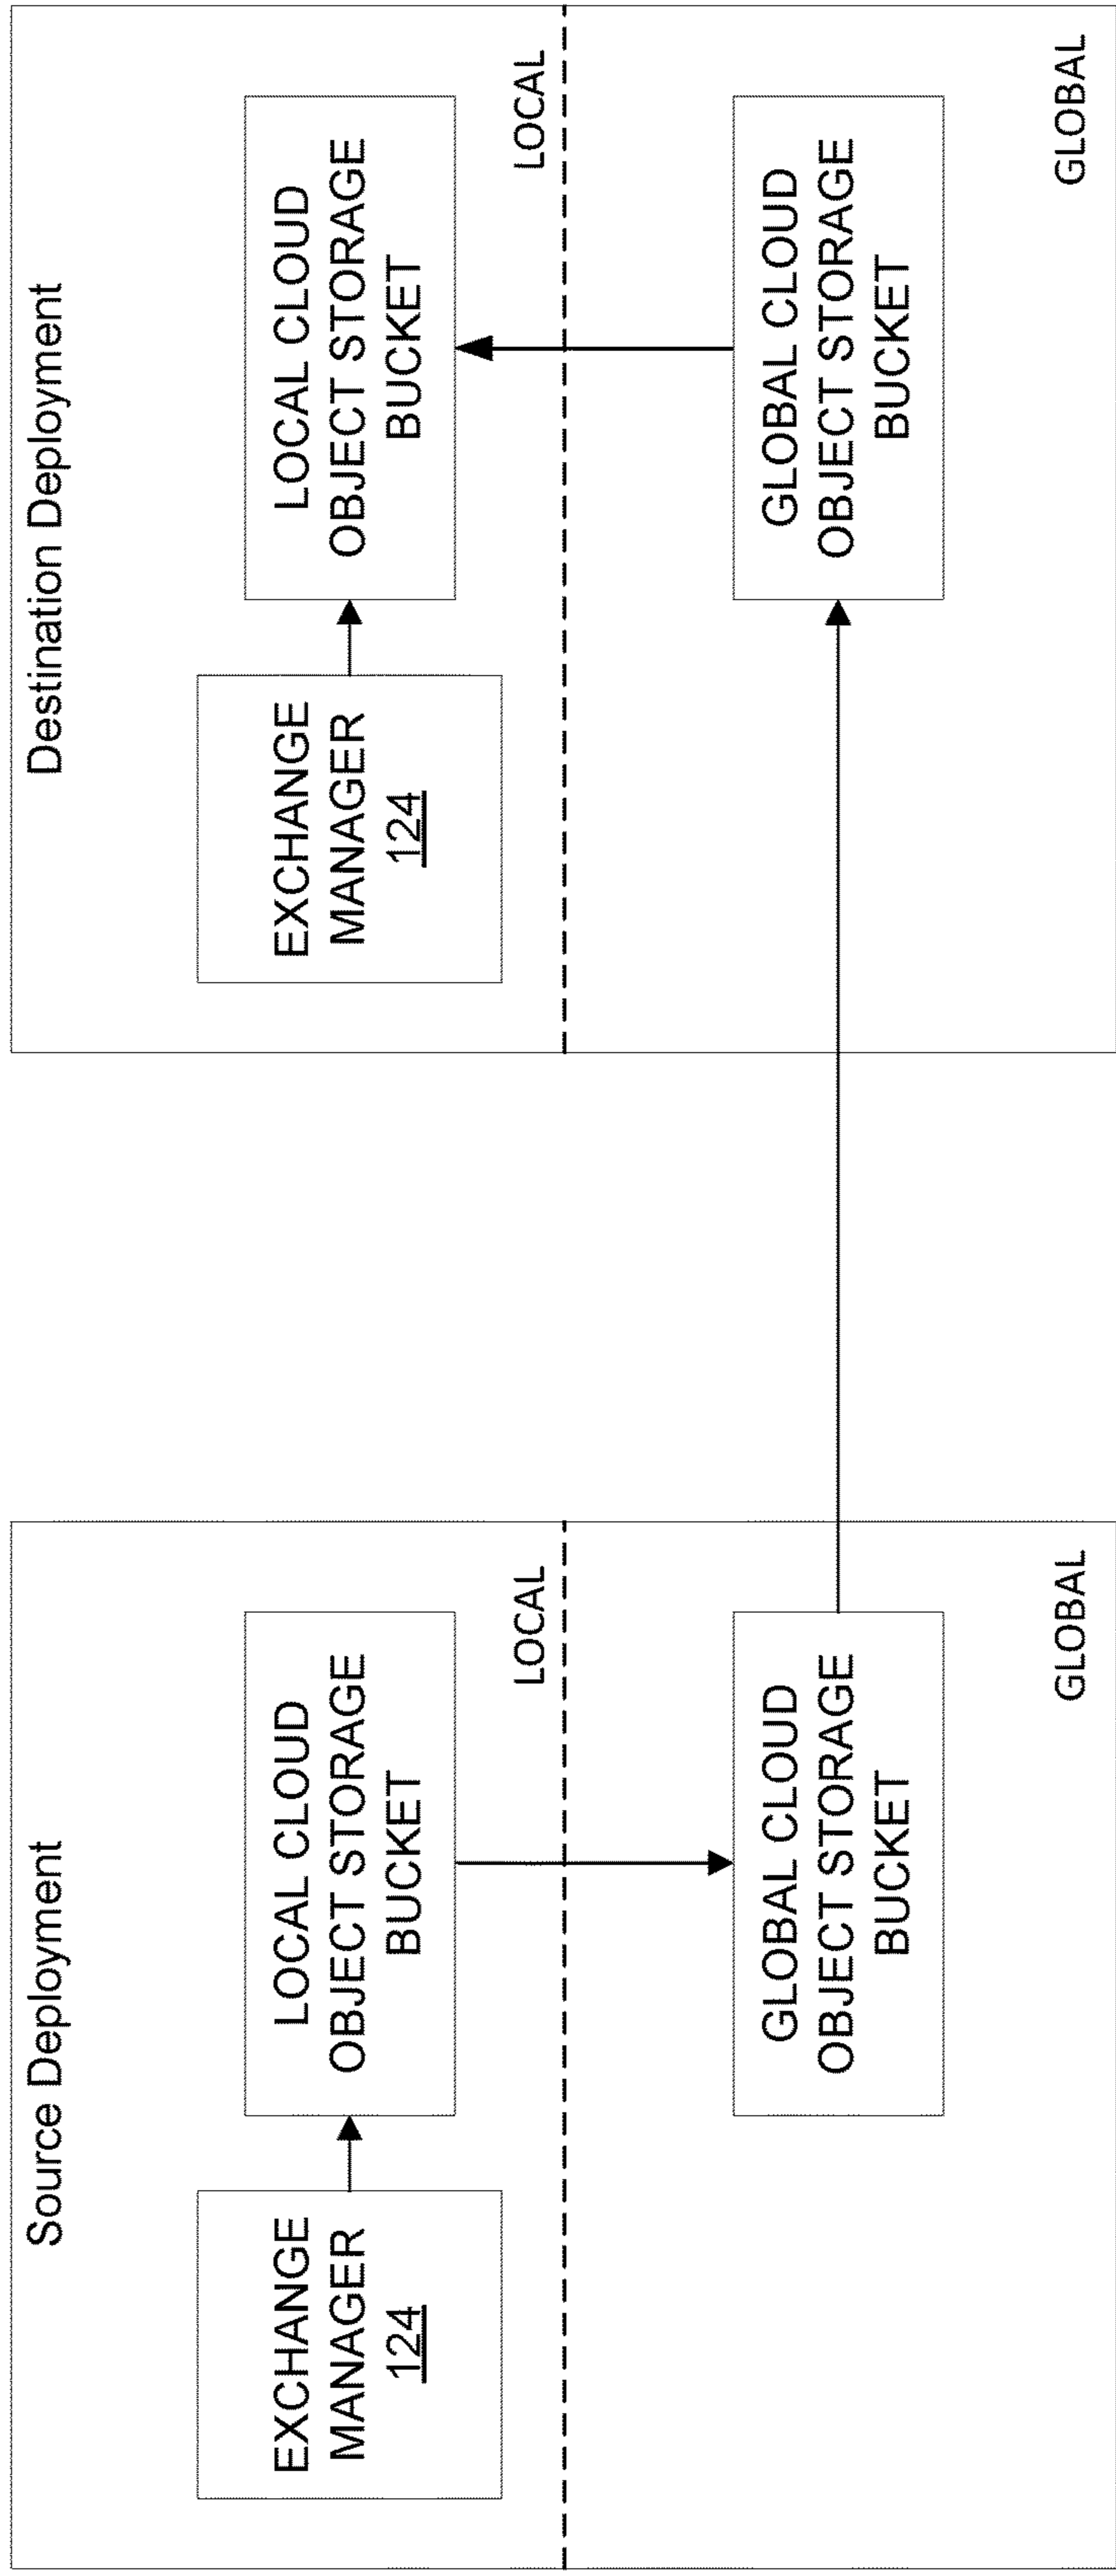 Source Deployment
EXCHANGE
MANAGER
124
LOCAL CLOUD
OBJECT STORAGE
BUCKET
LOCAL
GLOBAL CLOUD
OBJECT STORAGE
BUCKET
GLOBAL
Destination Deployment
EXCHANGE
MANAGER
124
LOCAL CLOUD
OBJECT STORAGE
BUCKET
LOCAL
GLOBAL CLOUD
OBJECT STORAGE
BUCKET
GLOBAL